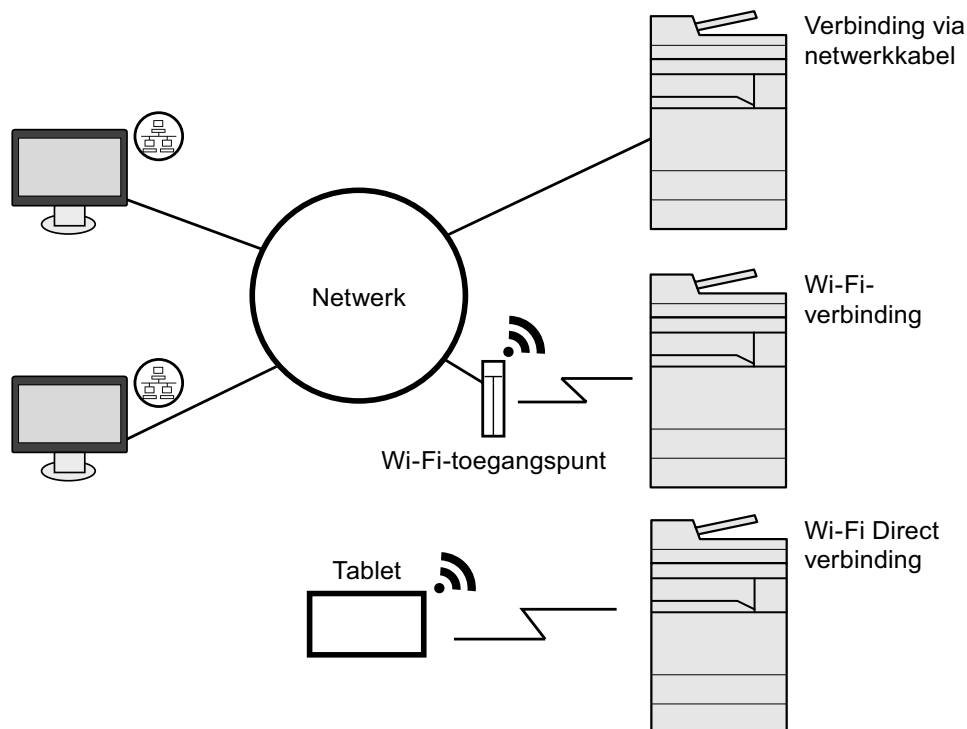 Verbinding via
netwerkkabel
Netwerk
Wi-Fi-
verbinding
Wi-Fi-toegangspunt
Wi-Fi Direct
verbinding
Tablet